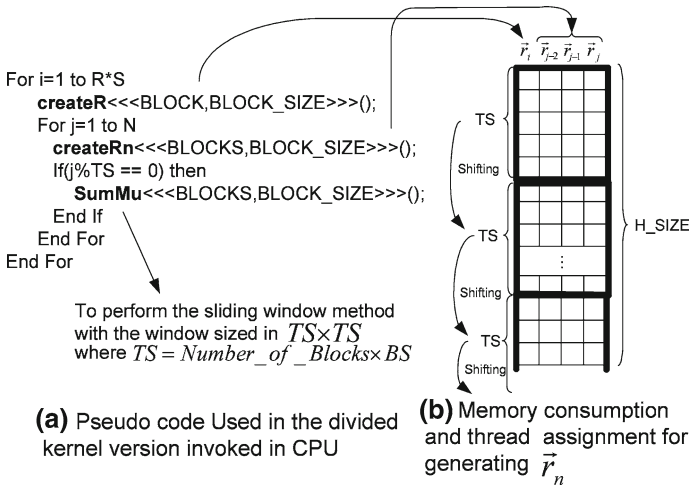 For i=1 to R*S
createR<<<BLOCK,BLOCK_SIZE>>>();
For j=1 to N
createRn<<<BLOCKS,BLOCK_SIZE>>>();
If(j%TS == 0) then
SumMu<<<BLOCKS,BLOCK_SIZE>>>();
End If
End For
End For
To perform the sliding window method
with the window sized in TS×TS
where TS = Number_of_Blocks×BS
(a) Pseudo code Used in the divided
kernel version invoked in CPU
r⃗ₜ r⃗ⱼ₋₂ r⃗ⱼ₋₁ r⃗ⱼ
TS
Shifting
TS
⋮
Shifting
TS
Shifting
H_SIZE
(b) Memory consumption
and thread assignment for
generating r⃗ₙ